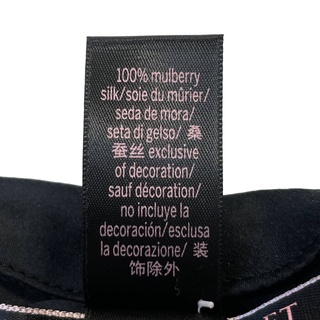 100% mulberry
silk/soie du mûrier/
seda de mora/
seta di gelso/ 桑
蚕丝 exclusive
of decoration/
sauf décoration/
no incluye la
decoración/esclusa
la decorazione/ 装
饰除外